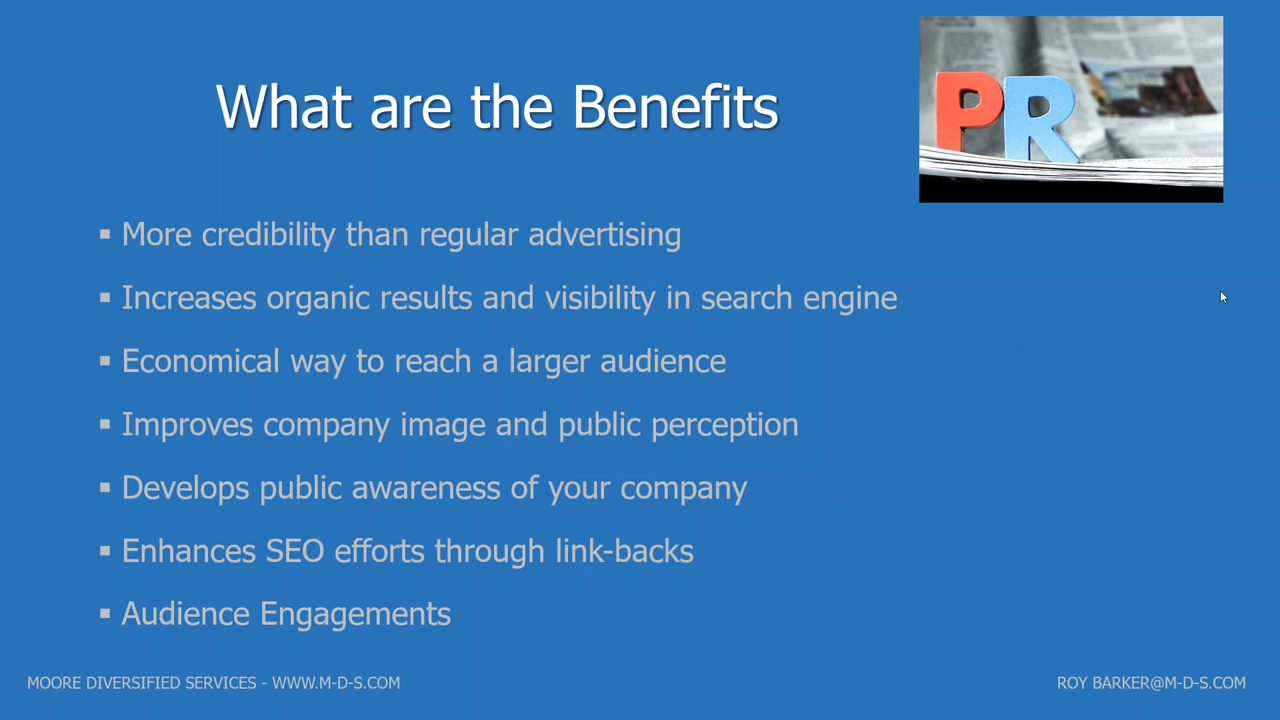 PR
What are the Benefits
▪ More credibility than regular advertising
▪ Increases organic results and visibility in search engine
▪ Economical way to reach a larger audience
▪ Improves company image and public perception
▪ Develops public awareness of your company
▪ Enhances SEO efforts through link-backs
▪ Audience Engagements
MOORE DIVERSIFIED SERVICES - WWW.M-D-S.COM
ROY BARKER@M-D-S.COM